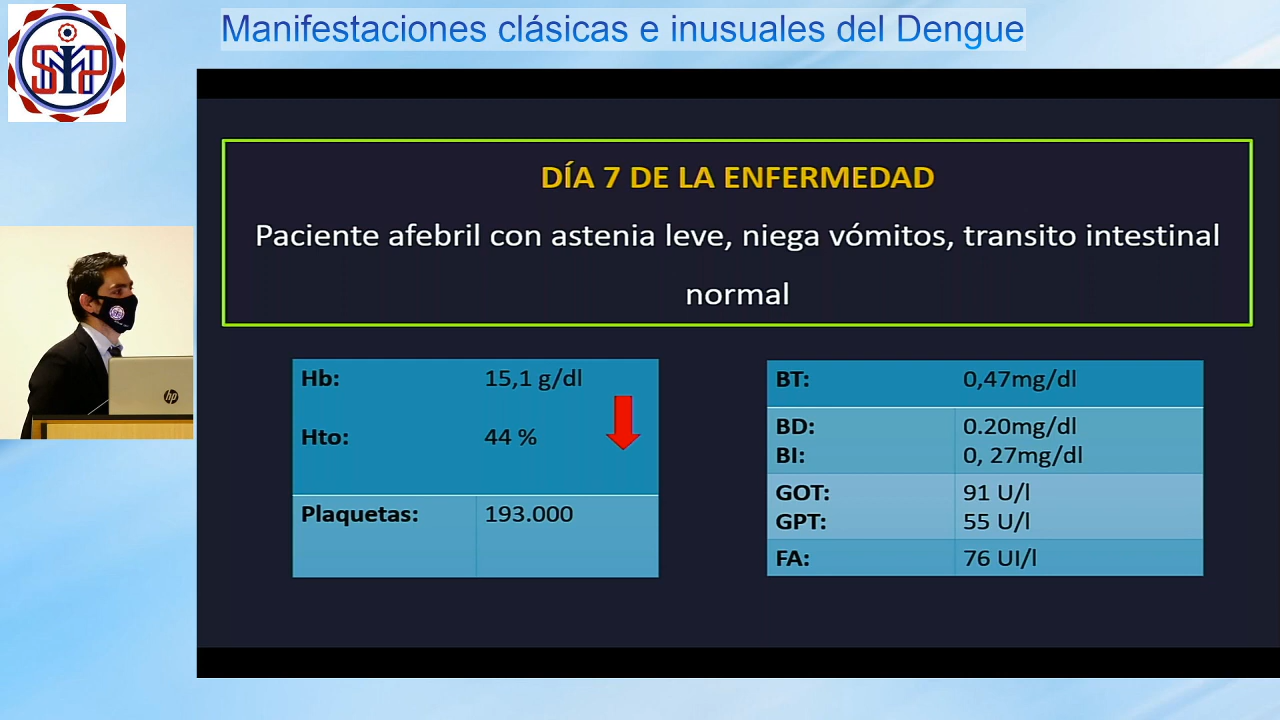 Manifestaciones clásicas e inusuales del Dengue
SMIP
DÍA 7 DE LA ENFERMEDAD
Paciente afebril con astenia leve, niega vómitos, transito intestinal
normal
Hb: 15,1 g/dl
Hto: 44 %
Plaquetas: 193.000
BT: 0,47mg/dl
BD: 0.20mg/dl
BI: 0, 27mg/dl
GOT: 91 U/l
GPT: 55 U/l
FA: 76 UI/l
hp